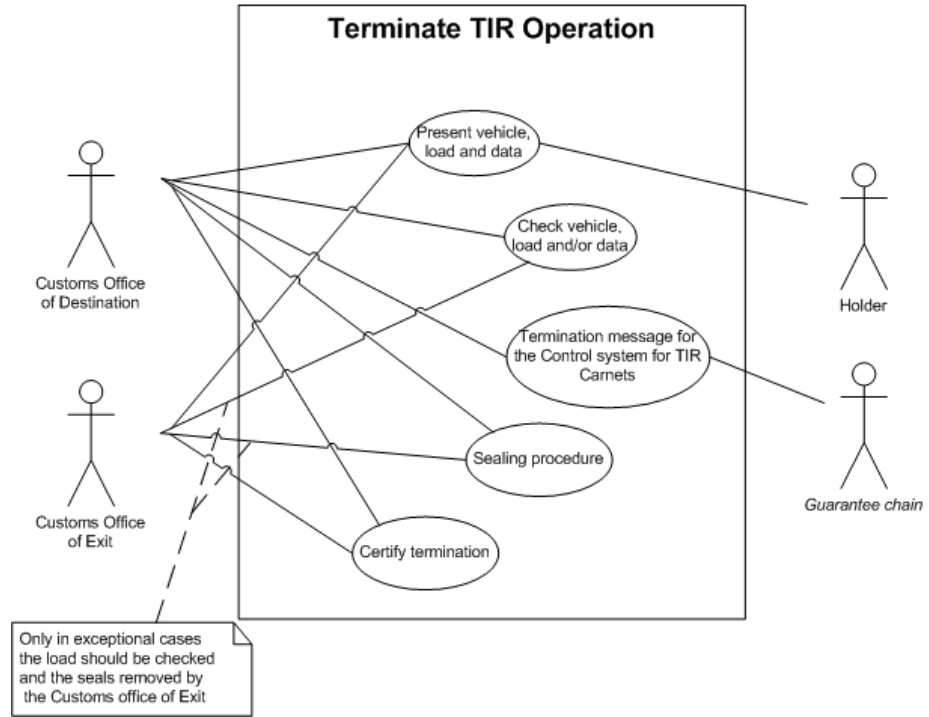 Terminate TIR Operation
Present vehicle,
load and data
Check vehicle,
load and/or data
Customs Office
of Destination
Holder
Termination message for
the Control system for TIR
Carnets
Sealing procedure
Customs Office
of Exit
Guarantee chain
Certify termination
Only in exceptional cases
the load should be checked
and the seals removed by
the Customs office of Exit